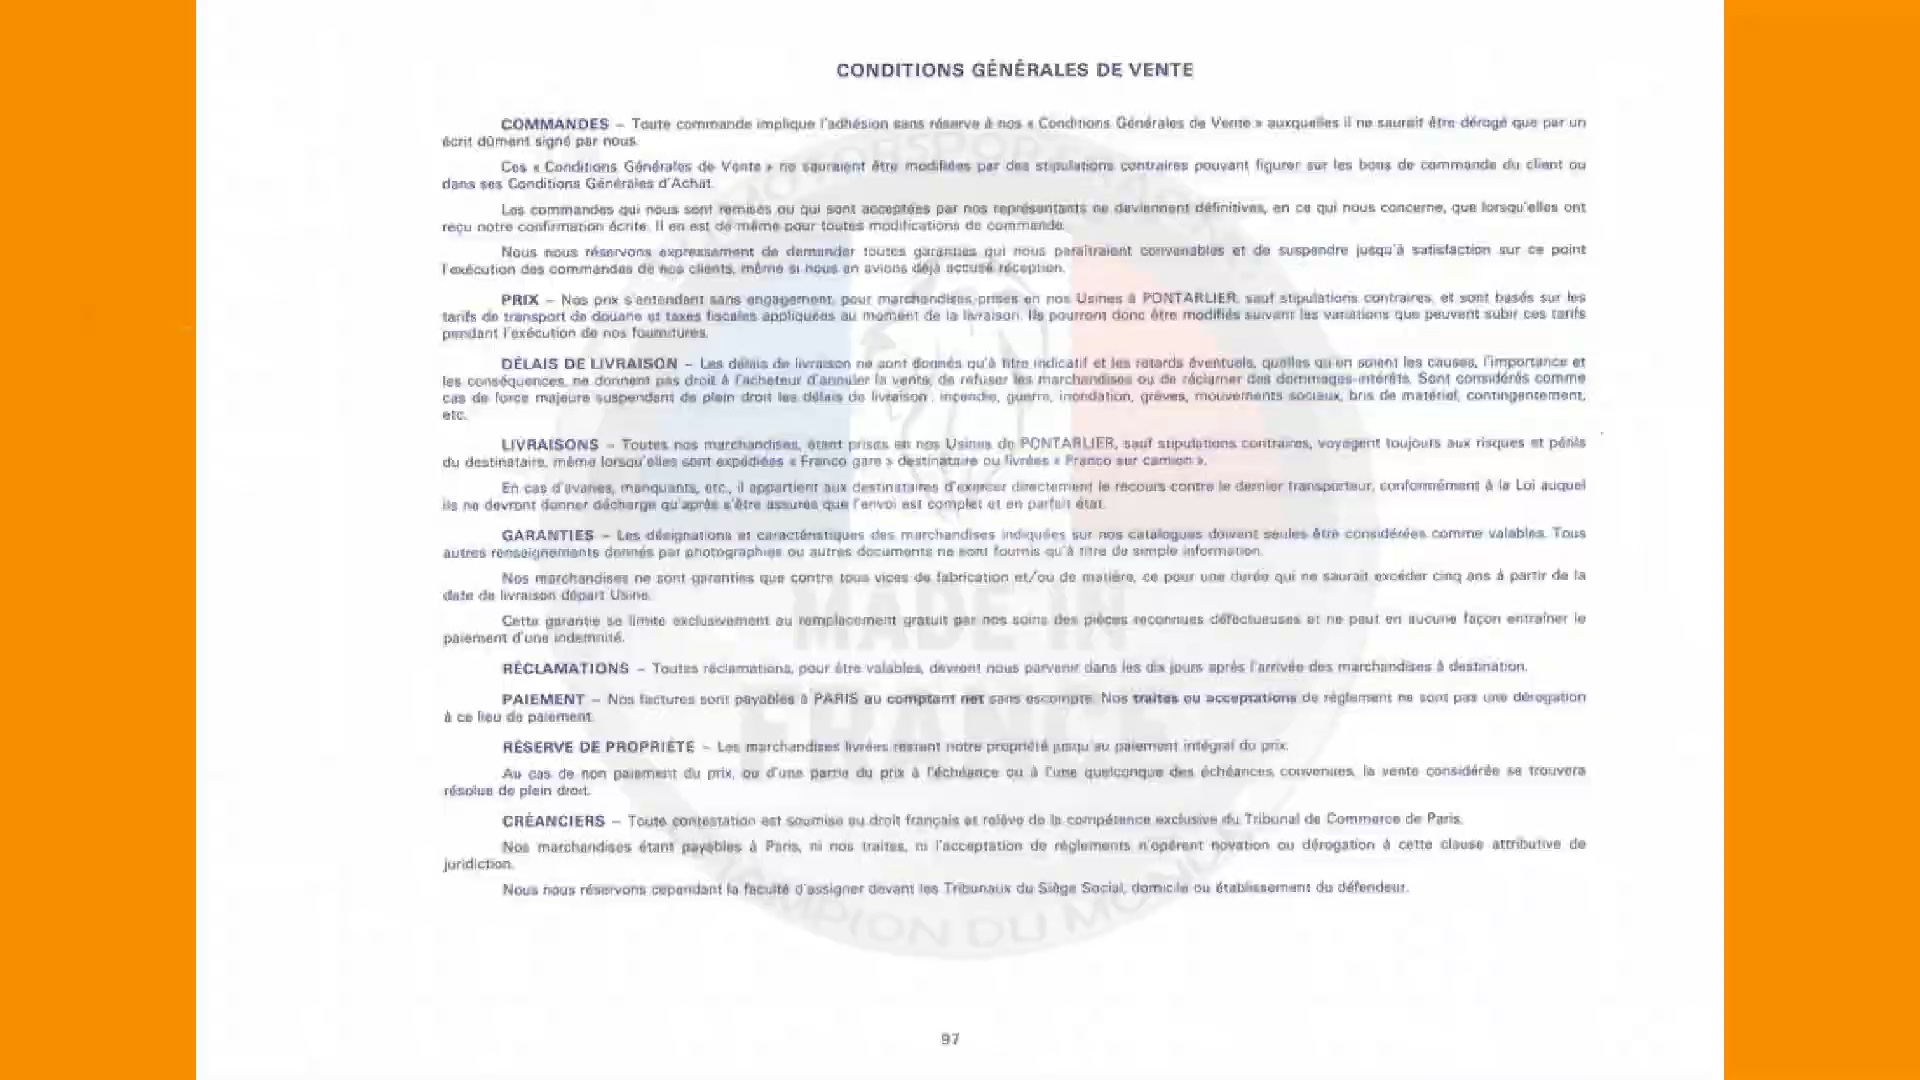 CONDITIONS GÉNÉRALES DE VENTE
COMMANDES – Toute commande implique l'adhésion sans réserve à nos « Conditions Générales de Vente » auxquelles il ne saurait être dérogé que par un
écrit dûment signé par nous.
Ces « Conditions Générales de Vente » ne sauraient être modifiées par des stipulations contraires pouvant figurer sur les bons de commande du client ou
dans ses Conditions Générales d'Achat.
Les commandes qui nous sont remises ou qui sont acceptées par nos représentants ne deviennent définitives, en ce qui nous concerne, que lorsqu'elles ont
reçu notre confirmation écrite. Il en est de même pour toutes modifications de commande.
Nous nous réservons expressément de demander toutes garanties qui nous paraîtraient convenables et de suspendre jusqu'à satisfaction sur ce point
l'exécution des commandes de nos clients, même si nous en avions déjà accusé réception.
PRIX – Nos prix s'entendent sans engagement, pour marchandises prises en nos Usines à PONTARLIER, sauf stipulations contraires, et sont basés sur les
tarifs de transport de douane et taxes fiscales appliquées au moment de la livraison. Ils pourront donc être modifiés suivant les variations que peuvent subir ces tarifs
pendant l'exécution de nos fournitures.
DÉLAIS DE LIVRAISON – Les délais de livraison ne sont donnés qu'à titre indicatif et les retards éventuels, quelles qu'en soient les causes, l'importance et
les conséquences, ne donnent pas droit à l'acheteur d'annuler la vente, de refuser les marchandises ou de réclamer des dommages-intérêts. Sont considérés comme
cas de force majeure suspendant de plein droit les délais de livraison : incendie, guerre, inondation, grèves, mouvements sociaux, bris de matériel, contingentement,
etc.
LIVRAISONS – Toutes nos marchandises, étant prises en nos Usines de PONTARLIER, sauf stipulations contraires, voyagent toujours aux risques et périls
du destinataire, même lorsqu'elles sont expédiées « Franco gare » destinataire ou livrées « Franco sur camion ».
En cas d'avaries, manquants, etc., il appartient aux destinataires d'exercer directement le recours contre le dernier transporteur, conformément à la Loi auquel
ils ne devront donner décharge qu'après s'être assurés que l'envoi est complet et en parfait état.
GARANTIES – Les désignations et caractéristiques des marchandises indiquées sur nos catalogues doivent seules être considérées comme valables. Tous
autres renseignements donnés par photographies ou autres documents ne sont fournis qu'à titre de simple information.
Nos marchandises ne sont garanties que contre tous vices de fabrication et/ou de matière, ce pour une durée qui ne saurait excéder cinq ans à partir de la
date de livraison départ Usine.
Cette garantie se limite exclusivement au remplacement gratuit par nos soins des pièces reconnues défectueuses et ne peut en aucune façon entraîner le
paiement d'une indemnité.
RÉCLAMATIONS – Toutes réclamations, pour être valables, devront nous parvenir dans les dix jours après l'arrivée des marchandises à destination.
PAIEMENT – Nos factures sont payables à PARIS au comptant net sans escompte. Nos traites ou acceptations de règlement ne sont pas une dérogation
à ce lieu de paiement.
RÉSERVE DE PROPRIÉTÉ – Les marchandises livrées restant notre propriété jusqu'au paiement intégral du prix.
Au cas de non paiement du prix, ou d'une partie du prix à l'échéance ou à l'une quelconque des échéances convenues, la vente considérée se trouvera
résolue de plein droit.
CRÉANCIERS – Toute contestation est soumise au droit français et relève de la compétence exclusive du Tribunal de Commerce de Paris.
Nos marchandises étant payables à Paris, ni nos traites, ni l'acceptation de règlements n'opèrent novation ou dérogation à cette clause attributive de
juridiction.
Nous nous réservons cependant la faculté d'assigner devant les Tribunaux du Siège Social, domicile ou établissement du défendeur.
MADE IN
FRANCE
CHAMPION DU MONDE
97